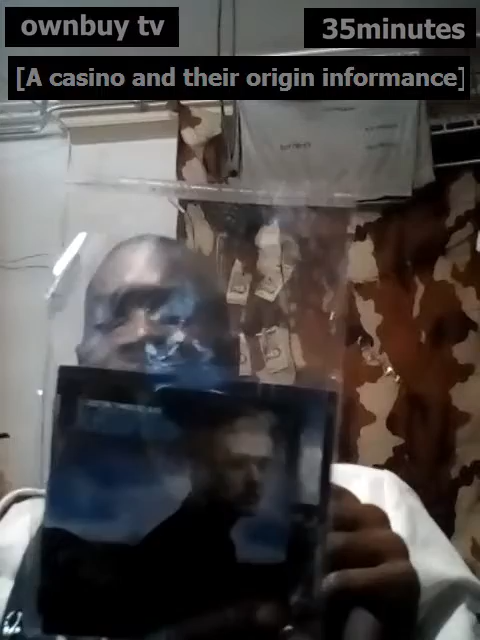 ownbuy tv
35minutes
[A casino and their origin informance]